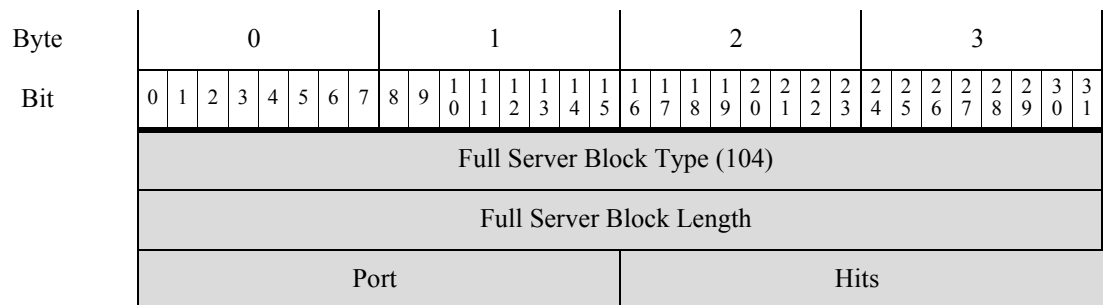 Byte 0 1 2 3
Bit 0 1 2 3 4 5 6 7 8 9 10 11 12 13 14 15 16 17 18 19 20 21 22 23 24 25 26 27 28 29 30 31
Full Server Block Type (104)
Full Server Block Length
Port Hits